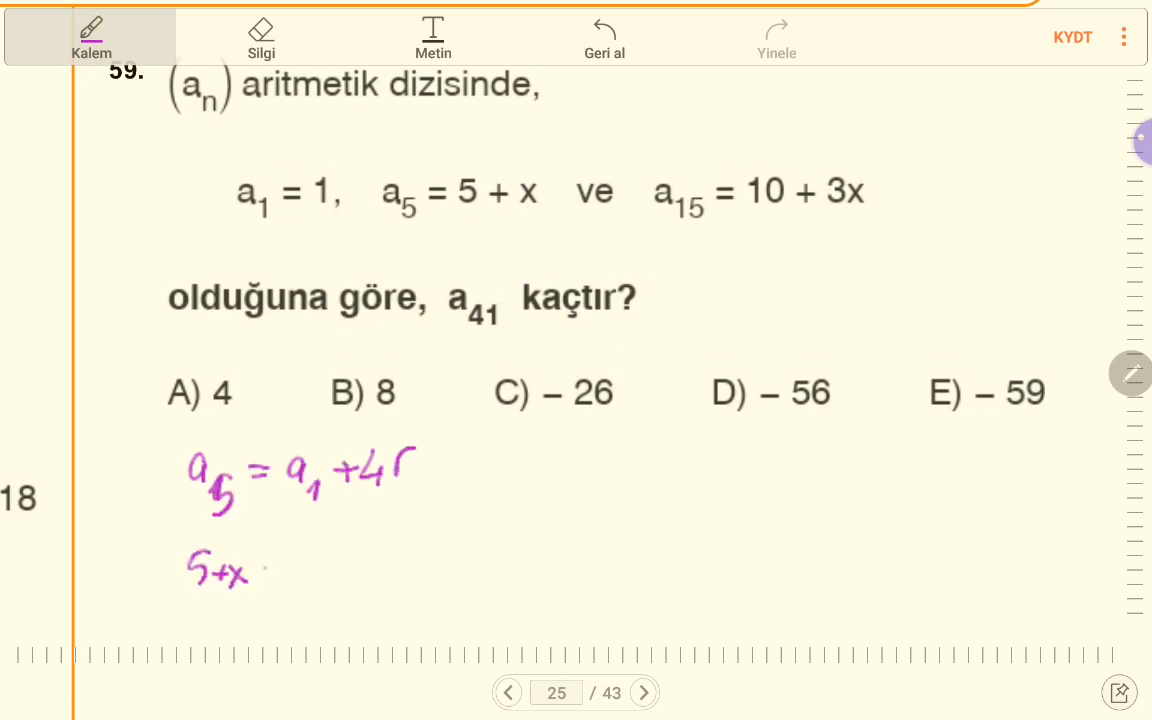 Kalem Silgi Metin Geri al Yinele KYDT
59. (aₙ) aritmetik dizisinde,
a₁ = 1, a₅ = 5 + x ve a₁₅ = 10 + 3x
olduğuna göre, a₄₁ kaçtır?
A) 4 B) 8 C) – 26 D) – 56 E) – 59
a₅ = a₁ + 4r
18
5+x
25 / 43